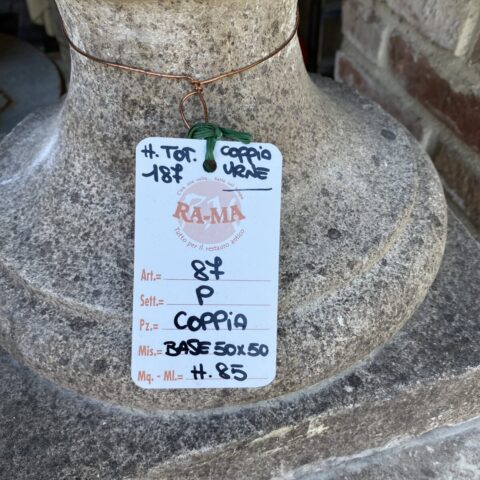 H. TOT. COPPIA
187 URNE
RA-MA
Tutto per il restauro antico
Art.= 87
Sett.= P
Pz.= COPPIA
Mis.= BASE 50x50
Mq. - Ml.= H. 85